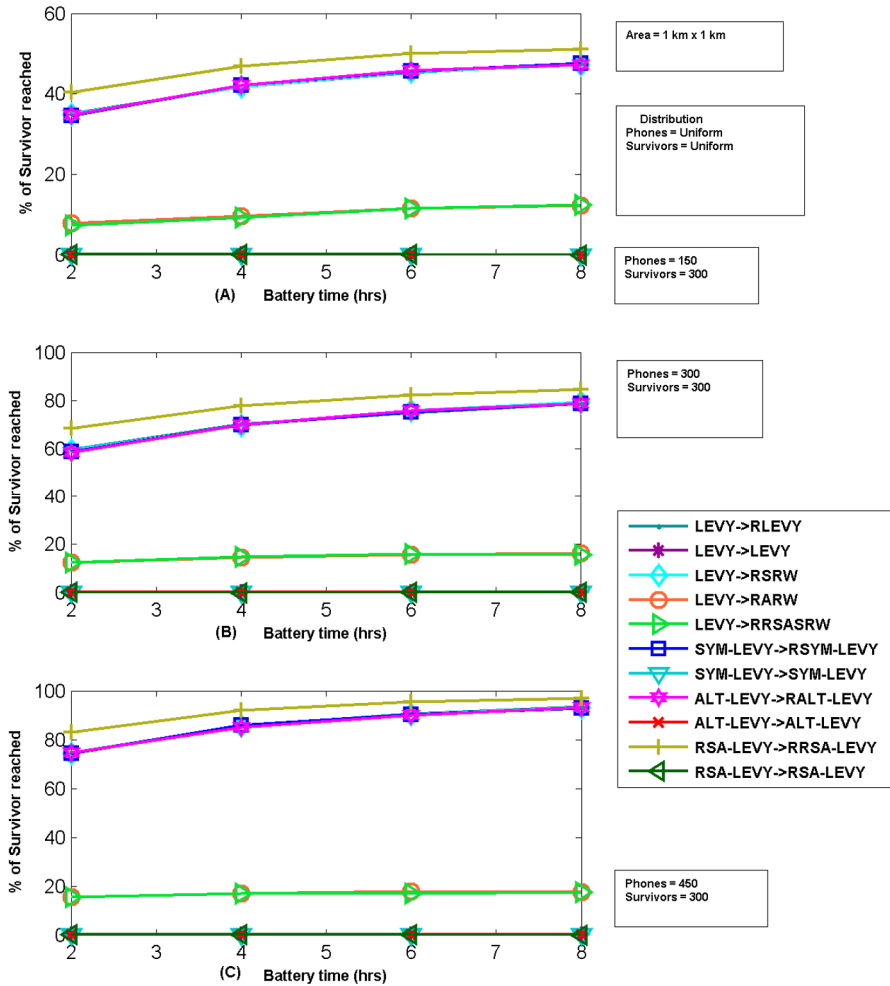 60
40
20
0
% of Survivor reached
2 3 4 5 6 7 8
(A) Battery time (hrs)
Area = 1 km x 1 km
Distribution
Phones = Uniform
Survivors = Uniform
Phones = 150
Survivors = 300
100
80
60
40
20
0
% of Survivor reached
2 3 4 5 6 7 8
(B) Battery time (hrs)
Phones = 300
Survivors = 300
LEVY->RLEVY
LEVY->LEVY
LEVY->RSRW
LEVY->RARW
LEVY->RRSASRW
SYM-LEVY->RSYM-LEVY
SYM-LEVY->SYM-LEVY
ALT-LEVY->RALT-LEVY
ALT-LEVY->ALT-LEVY
RSA-LEVY->RRSA-LEVY
RSA-LEVY->RSA-LEVY
100
80
60
40
20
0
% of Survivor reached
2 3 4 5 6 7 8
(C) Battery time (hrs)
Phones = 450
Survivors = 300